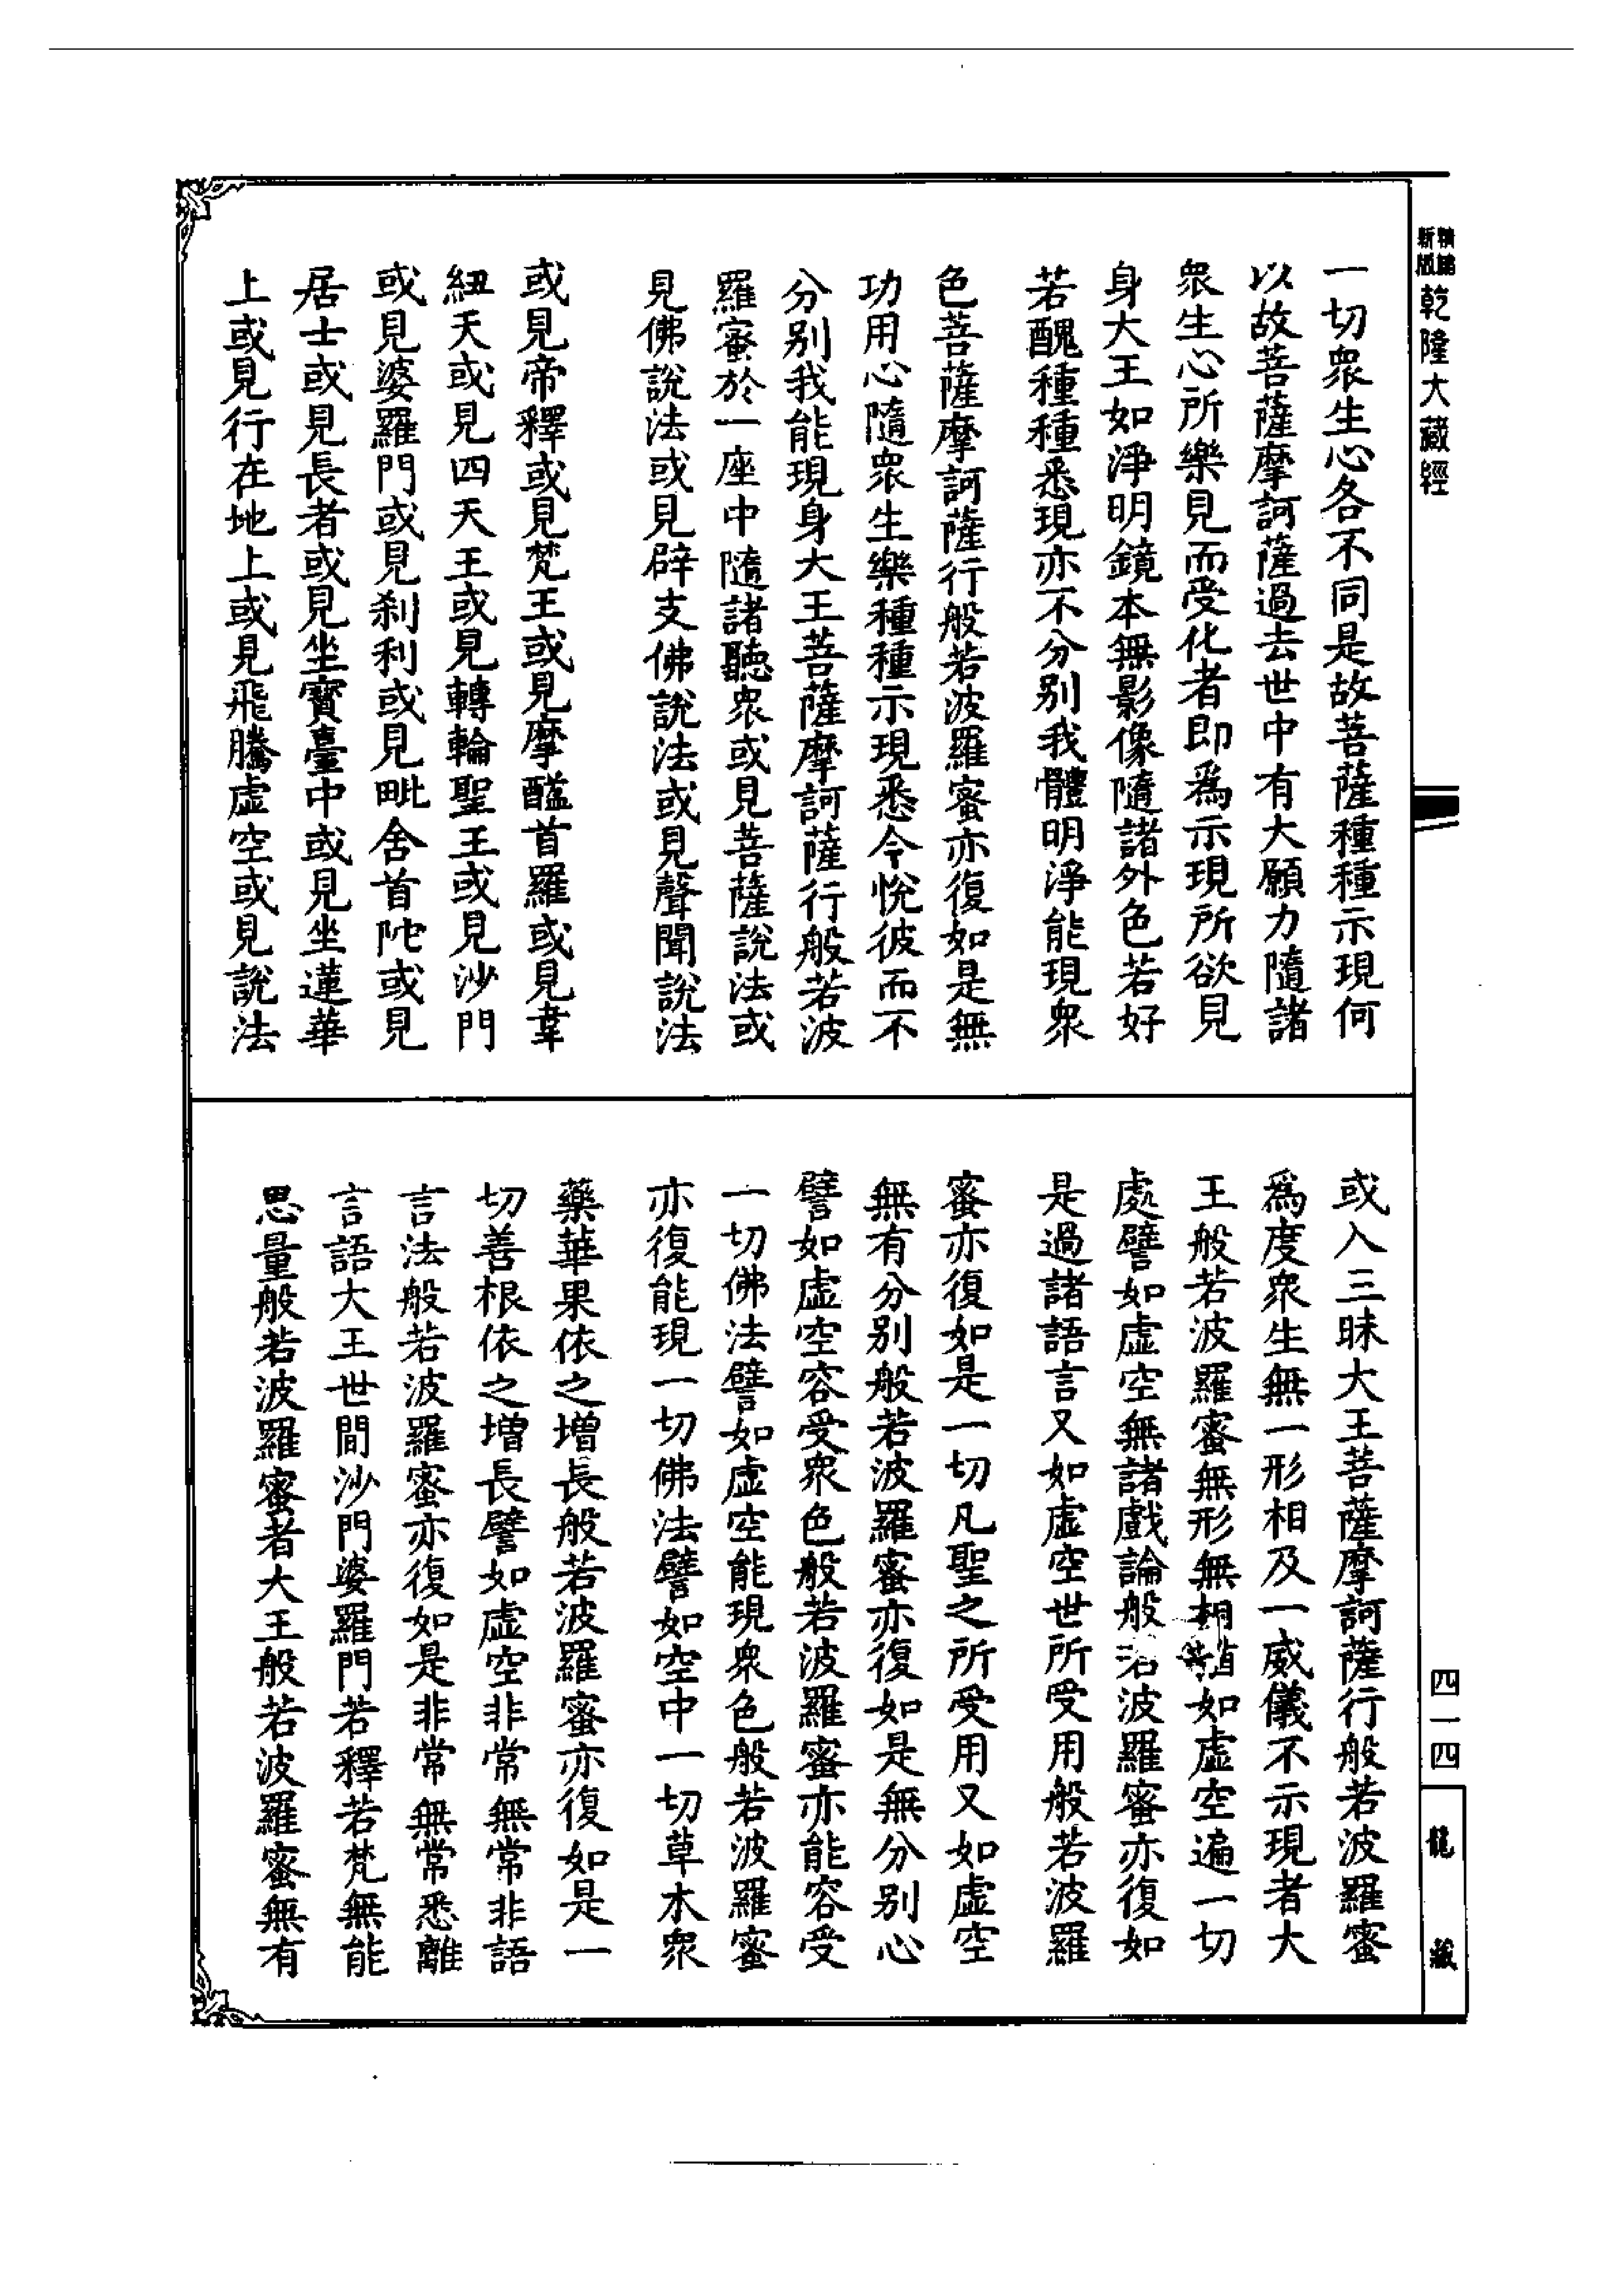 新版精編乾隆大藏經
一切衆生心各不同是故菩薩種種示現何
以故菩薩摩訶薩過去世中有大願力隨諸
衆生心所樂見而受化者即爲示現所欲見
身大王如淨明鏡本無影像隨諸外色若好
若醜種種悉現亦不分別我體明淨能現衆
色菩薩摩訶薩行般若波羅蜜亦復如是無
功用心隨衆生樂種種示現悉令悅彼而不
分別我能現身大王菩薩摩訶薩行般若波
羅蜜於一座中隨諸聽衆或見菩薩說法或
見佛說法或見辟支佛說法或見聲聞說法
或見帝釋或見梵王或見摩醯首羅或見韋
紐天或見四天王或見轉輪聖王或見沙門
或見婆羅門或見刹利或見毗舍首陀或見
居士或見長者或見坐寶臺中或見坐蓮華
上或見行在地上或見飛騰虛空或見說法
或入三昧大王菩薩摩訶薩行般若波羅蜜
爲度衆生無一形相及一威儀不示現者大
王般若波羅蜜無形無相如虛空遍一切
處譬如虛空無諸戲論般若波羅蜜亦復如
是過諸語言又如虛空世所受用般若波羅
蜜亦復如是一切凡聖之所受用又如虛空
無有分別般若波羅蜜亦復如是無分別心
譬如虛空容受衆色般若波羅蜜亦能容受
一切佛法譬如虛空能現衆色般若波羅蜜
亦復能現一切佛法譬如空中一切草木衆
藥華果依之增長般若波羅蜜亦復如是一
切善根依之增長譬如虛空非常無常非語
言法般若波羅蜜亦復如是非常無常悉離
言語大王世間沙門婆羅門若釋若梵無能
思量般若波羅蜜者大王般若波羅蜜無有
四一四
龍藏